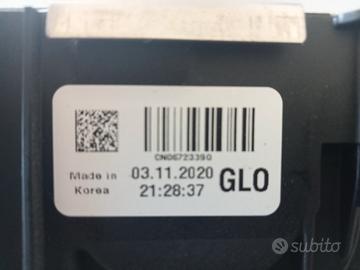 CN06723390
Made in 03.11.2020 GLO
Korea 21:28:37
subito